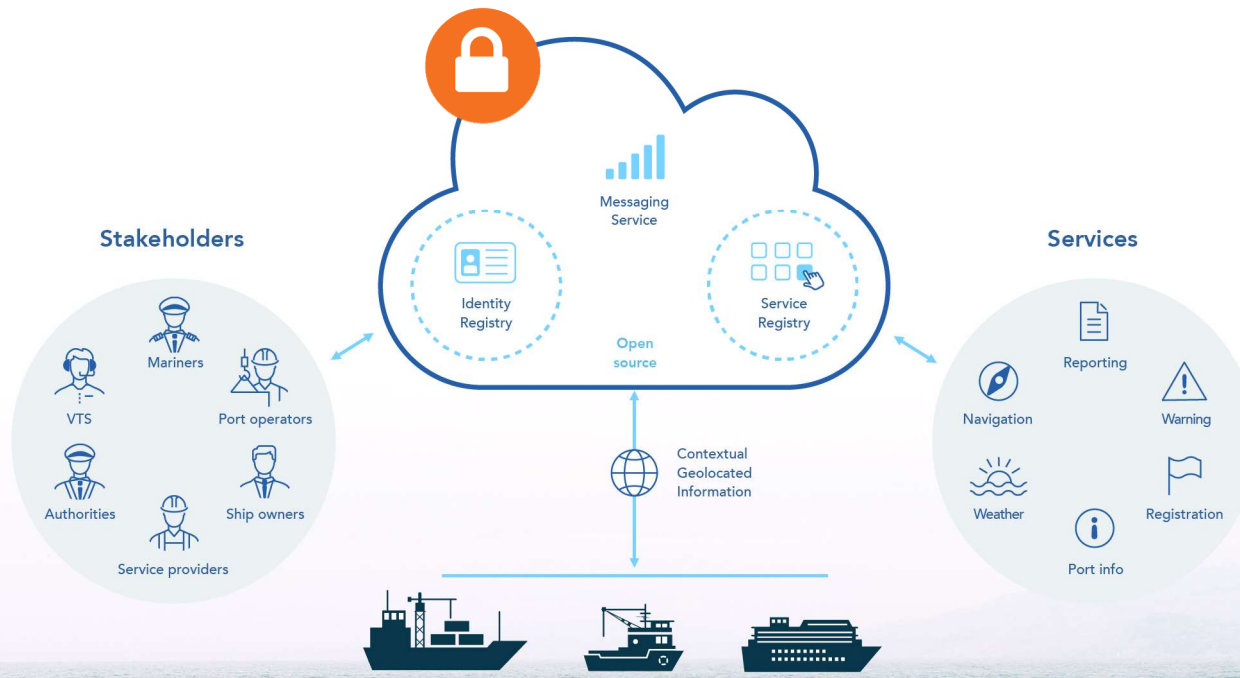 Messaging
Service
Stakeholders
Services
Identity
Registry
Service
Registry
Open
source
Mariners
VTS
Port operators
Authorities
Ship owners
Service providers
Contextual
Geolocated
Information
Reporting
Navigation
Warning
Weather
Registration
Port info